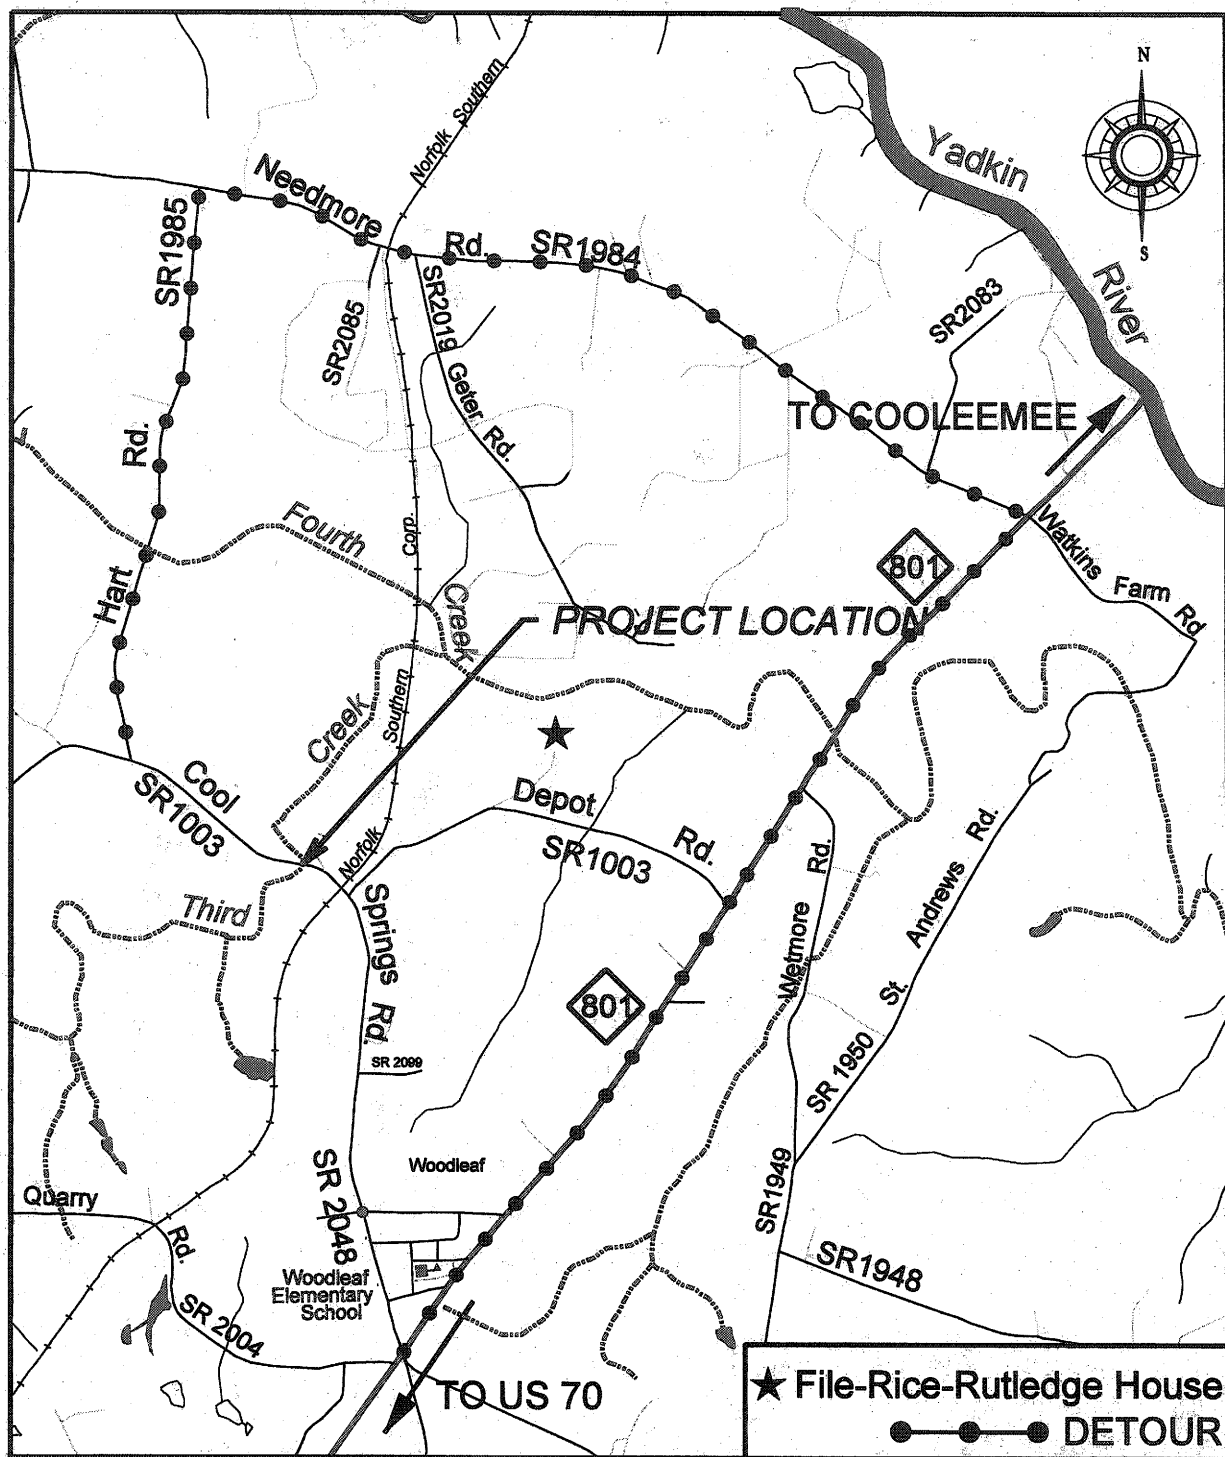 N
S
Yadkin
River
Norfolk Southern
Needmore
Rd.
SR1984
SR1985
SR2085
SR2019
Geter Rd.
SR2083
TO COOLEEMEE
Rd.
Hart
Fourth
Creek
Corp.
801
Watkins
Farm
Rd
PROJECT LOCATION
Southern
Creek
Cool
SR1003
Depot
SR1003
Rd.
Norfolk
Third
Springs Rd.
Wetmore Rd.
St. Andrews Rd.
SR 1950
801
SR 2099
SR 2048
Woodleaf
Quarry
Rd.
SR 2004
Woodleaf
Elementary
School
SR1949
SR1948
TO US 70
File-Rice-Rutledge House
DETOUR